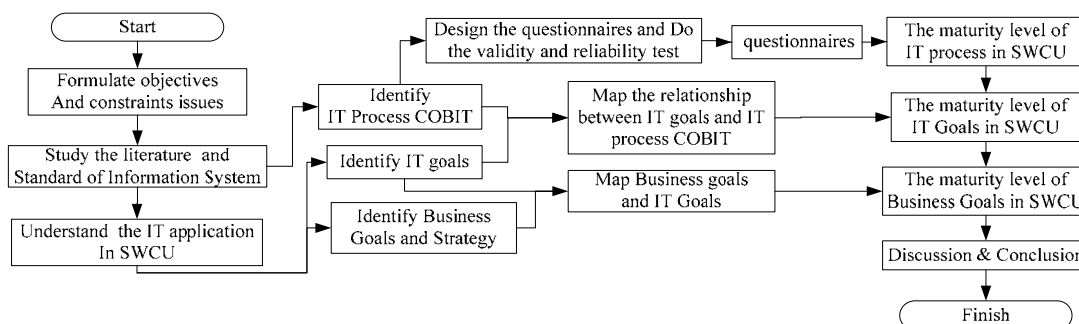 Start
Formulate objectives
And constraints issues
Study the literature and
Standard of Information System
Understand the IT application
In SWCU
Identify
IT Process COBIT
Identify IT goals
Identify Business
Goals and Strategy
Design the questionnaires and Do
the validity and reliability test
questionnaires
Map the relationship
between IT goals and IT
process COBIT
Map Business goals
and IT Goals
The maturity level of
IT process in SWCU
The maturity level of
IT Goals in SWCU
The maturity level of
Business Goals in SWCU
Discussion & Conclusion
Finish